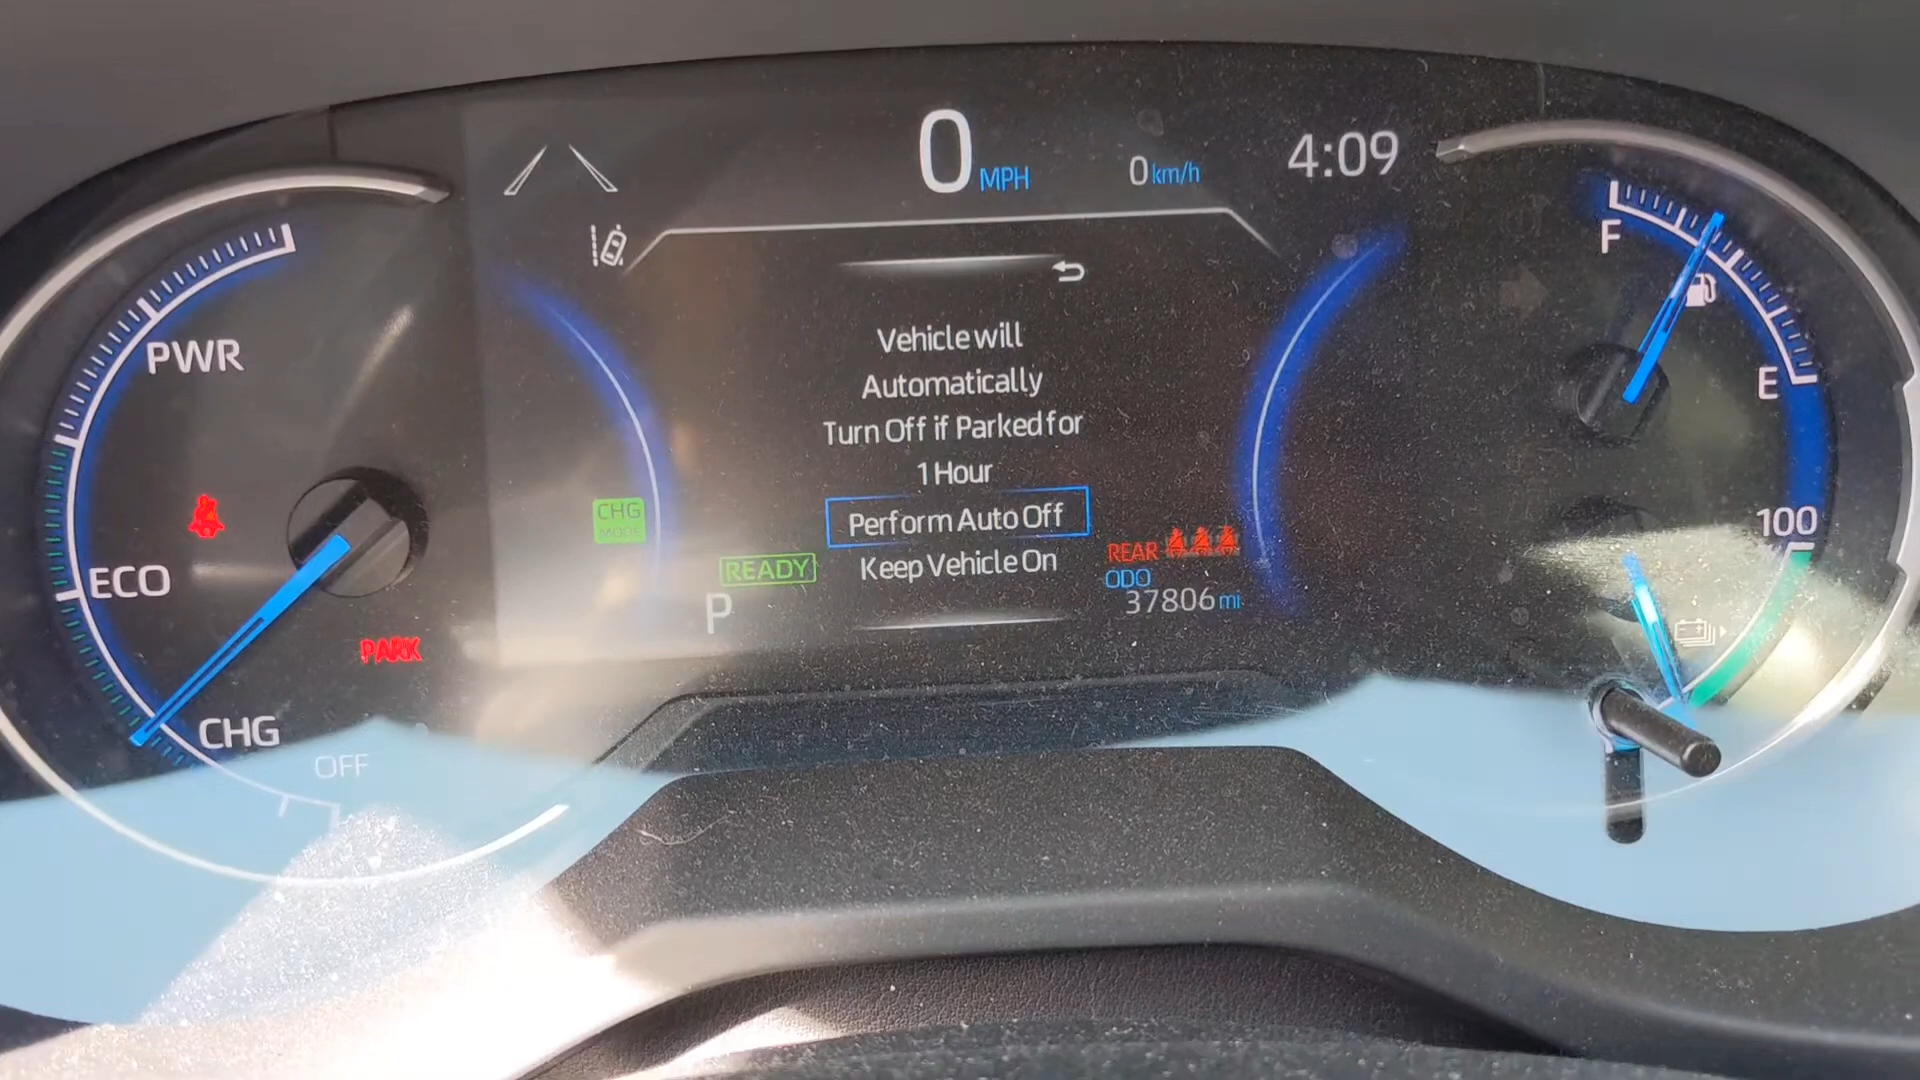 0 MPH
0 km/h
4:09
F
PWR
Vehicle will
Automatically
Turn Off if Parked for
1 Hour
Perform Auto Off
Keep Vehicle On
E
CHG
MODE
100
READY
REAR
ECO
ODO
P
37806 mi
PARK
CHG
OFF